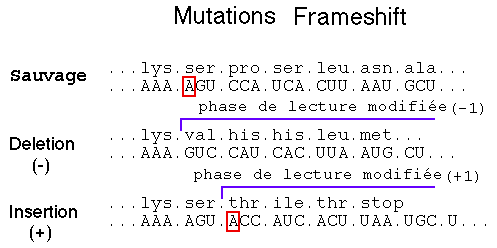 Mutations Frameshift
...lys.ser.pro.ser.leu.asn.ala...
Sauvage
...AAA.AGU.CCA.UCA.CUU.AAU.GCU...
phase de lecture modifiée (-1)
...lys.val.his.his.leu.met...
Deletion
...AAA.GUC.CAU.CAC.UUA.AUG.CU...
(-)
phase de lecture modifiée (+1)
...lys.ser.thr.ile.thr.stop
Insertion
...AAA.AGU.ACC.AUC.ACU.UAA.UGC.U...
(+)